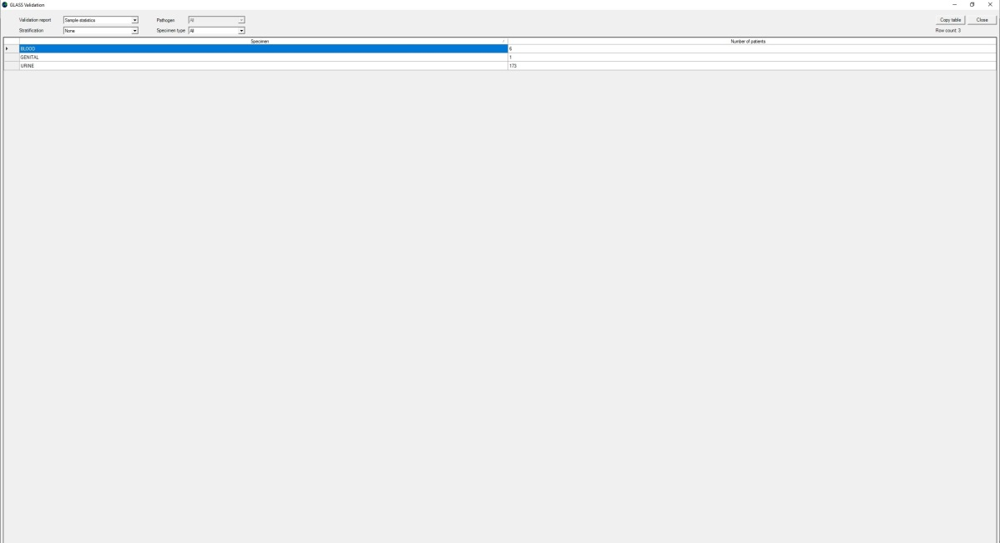 GLASS Validation
Validation report Sample statistics Pathogen All Copy table Close
Stratification None Specimen type All Row count: 3
Specimen Number of patients
BLOOD 6
GENITAL 1
URINE 173